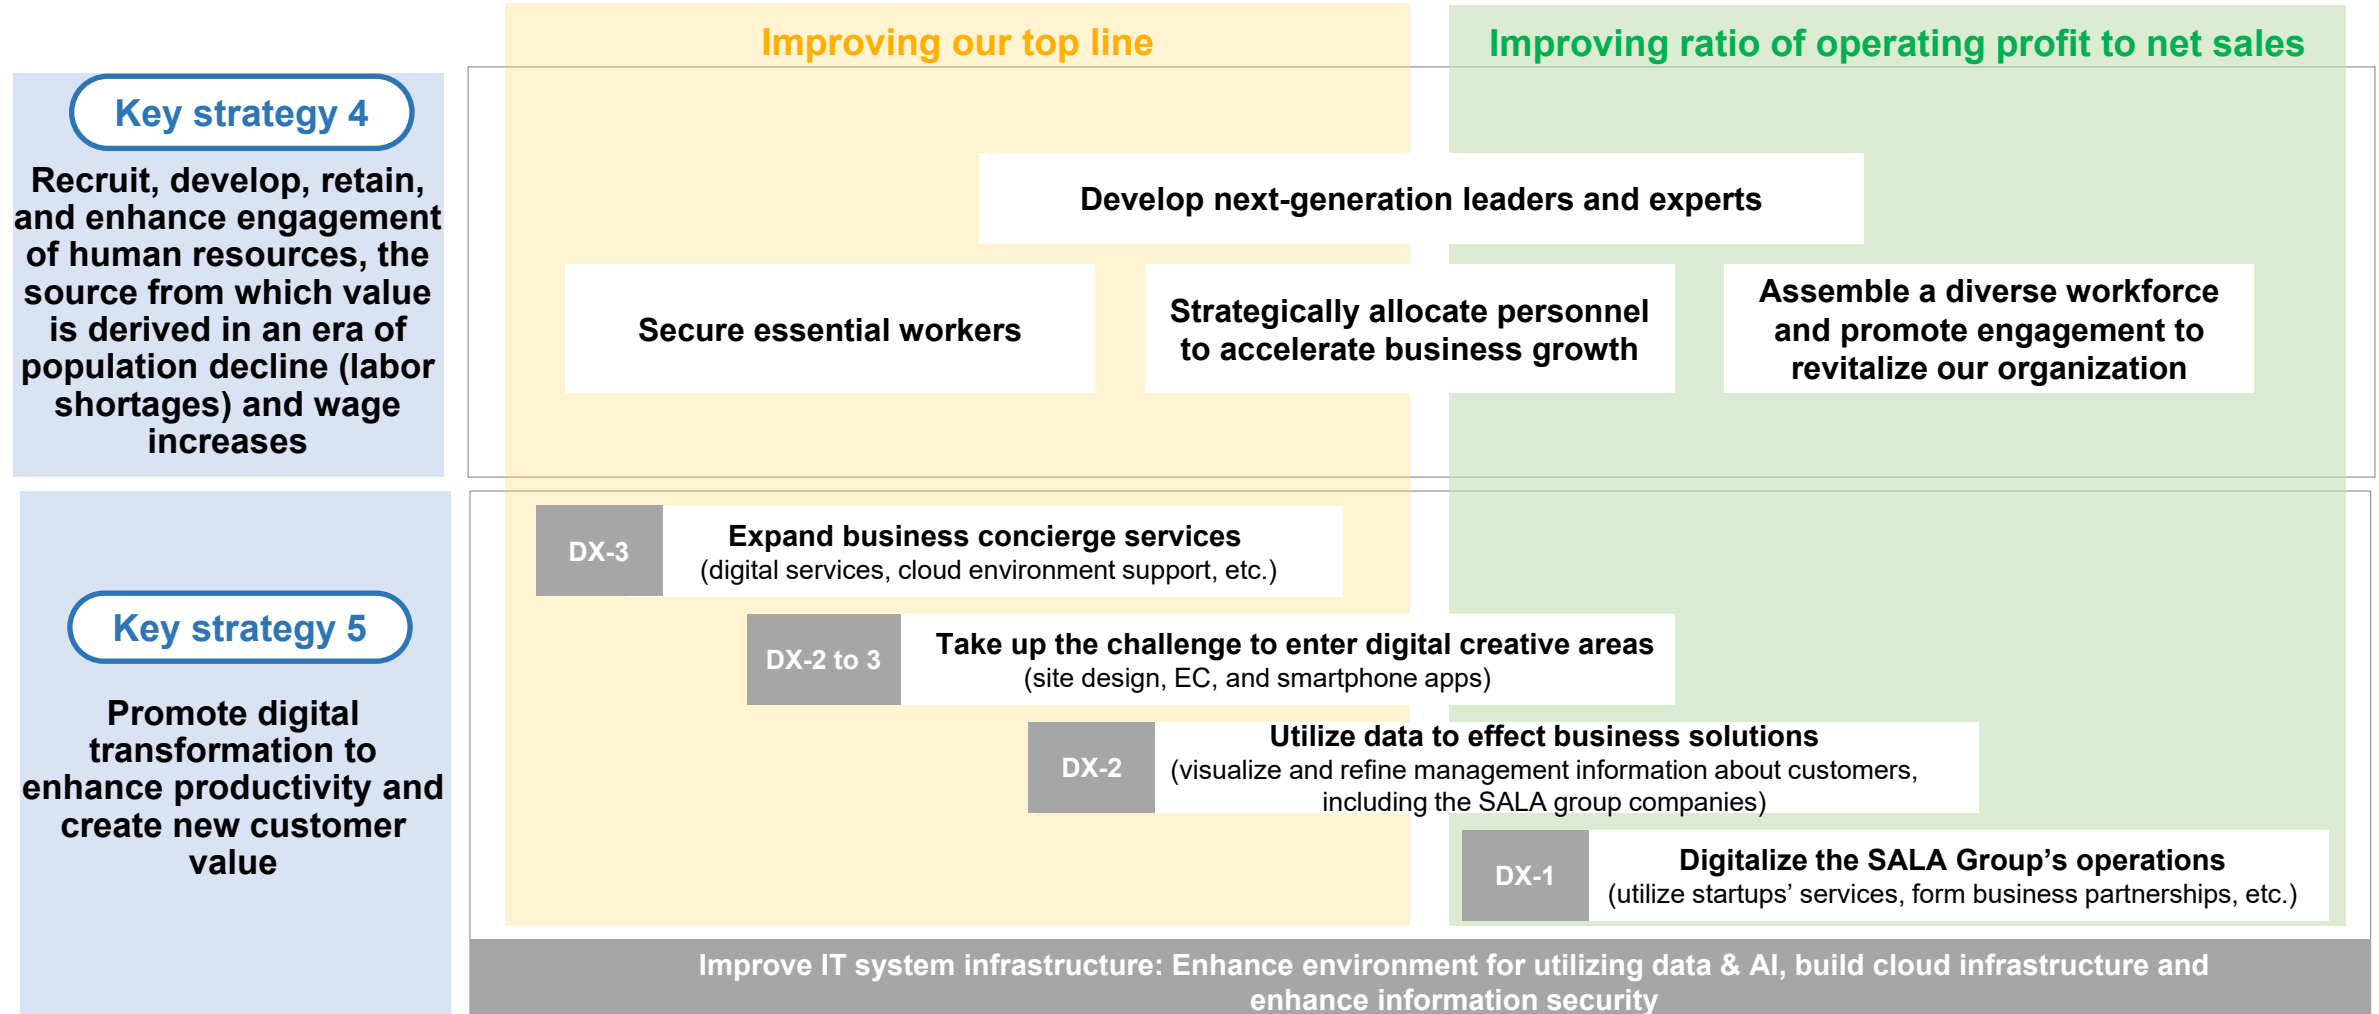 Improving our top line
Improving ratio of operating profit to net sales
Key strategy 4
Recruit, develop, retain,
and enhance engagement
of human resources, the
source from which value
is derived in an era of
population decline (labor
shortages) and wage
increases
Develop next-generation leaders and experts
Secure essential workers
Strategically allocate personnel
to accelerate business growth
Assemble a diverse workforce
and promote engagement to
revitalize our organization
Key strategy 5
Promote digital
transformation to
enhance productivity and
create new customer
value
DX-3
Expand business concierge services
(digital services, cloud environment support, etc.)
DX-2 to 3
Take up the challenge to enter digital creative areas
(site design, EC, and smartphone apps)
DX-2
Utilize data to effect business solutions
(visualize and refine management information about customers,
including the SALA group companies)
DX-1
Digitalize the SALA Group’s operations
(utilize startups’ services, form business partnerships, etc.)
Improve IT system infrastructure: Enhance environment for utilizing data & AI, build cloud infrastructure and
enhance information security